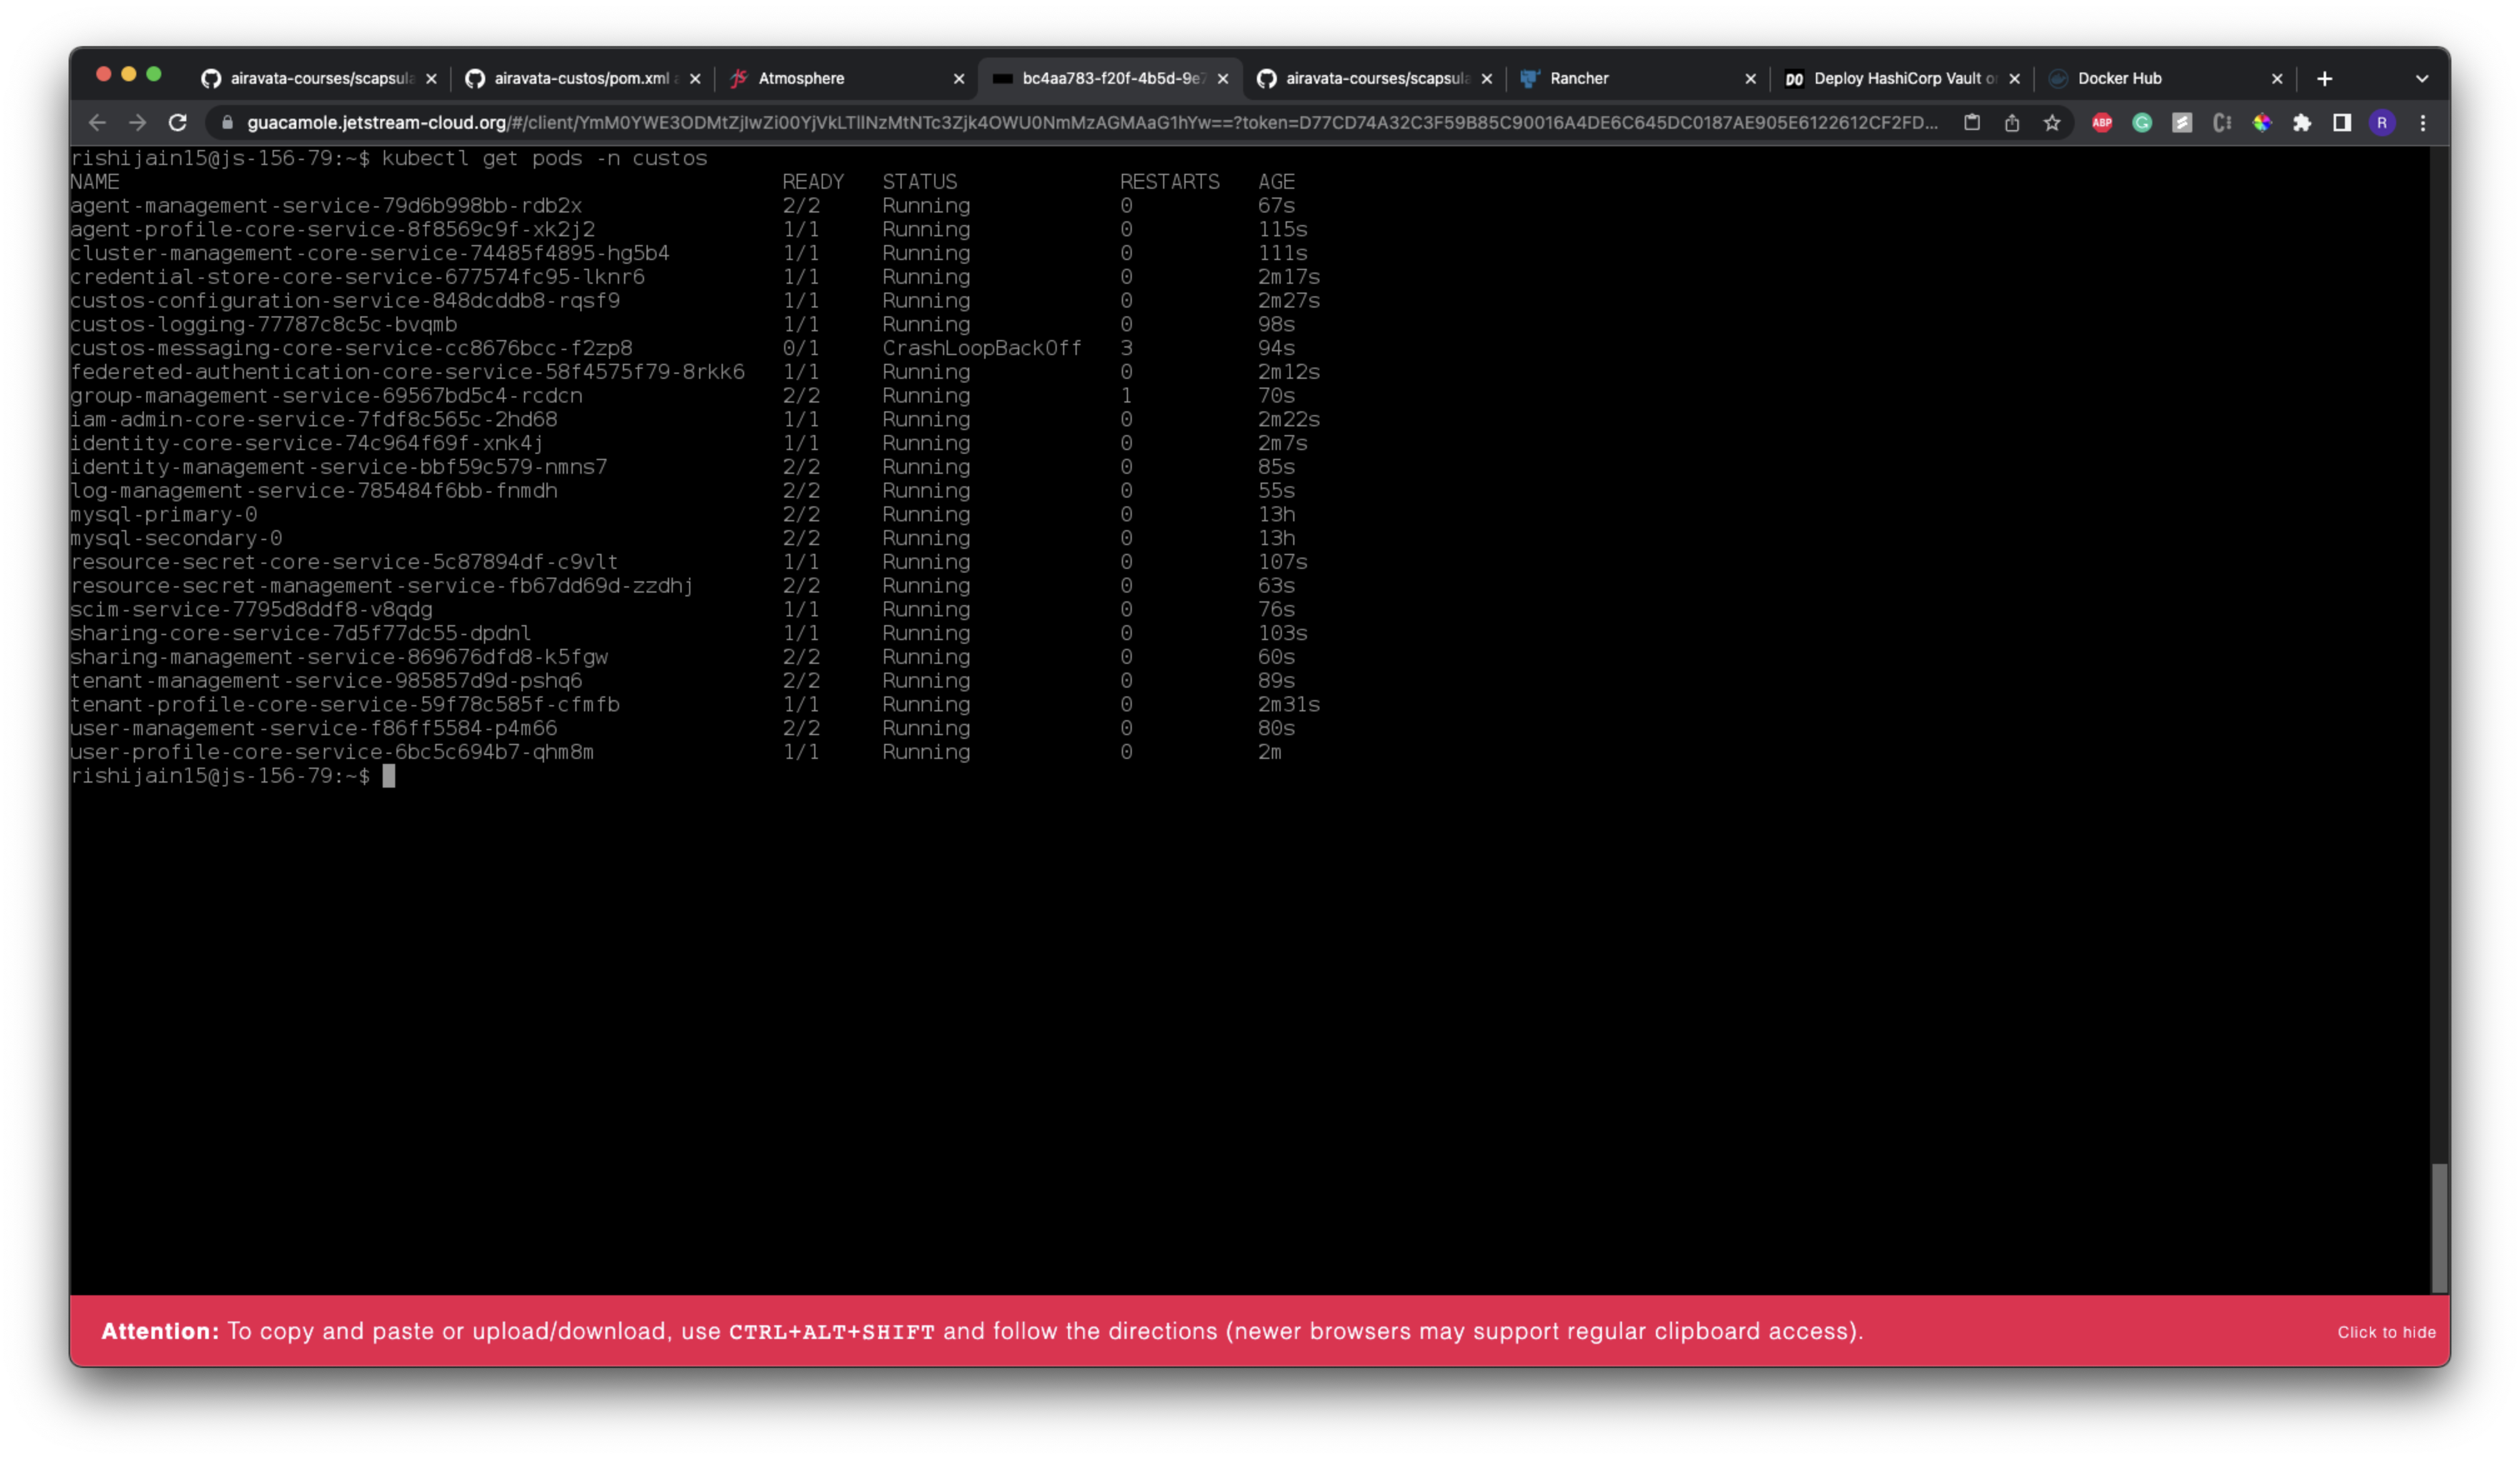 airavata-courses/scapsula
airavata-custos/pom.xml a
Atmosphere
bc4aa783-f20f-4b5d-9e7
airavata-courses/scapsula
Rancher
DO Deploy HashiCorp Vault o
Docker Hub
ABP
R
rishijain15@js-156-79:~$ kubectl get pods -n custos
NAME READY STATUS RESTARTS AGE
agent-management-service-79d6b998bb-rdb2x 2/2 Running 0 67s
agent-profile-core-service-8f8569c9f-xk2j2 1/1 Running 0 115s
cluster-management-core-service-74485f4895-hg5b4 1/1 Running 0 111s
credential-store-core-service-677574fc95-lknr6 1/1 Running 0 2m17s
custos-configuration-service-848dcddb8-rqsf9 1/1 Running 0 2m27s
custos-logging-77787c8c5c-bvqmb 1/1 Running 0 98s
custos-messaging-core-service-cc8676bcc-f2zp8 0/1 CrashLoopBackOff 3 94s
federeted-authentication-core-service-58f4575f79-8rkk6 1/1 Running 0 2m12s
group-management-service-69567bd5c4-rcdcn 2/2 Running 1 70s
iam-admin-core-service-7fdf8c565c-2hd68 1/1 Running 0 2m22s
identity-core-service-74c964f69f-xnk4j 1/1 Running 0 2m7s
identity-management-service-bbf59c579-nmns7 2/2 Running 0 85s
log-management-service-785484f6bb-fnmdh 2/2 Running 0 55s
mysql-primary-0 2/2 Running 0 13h
mysql-secondary-0 2/2 Running 0 13h
resource-secret-core-service-5c87894df-c9vlt 1/1 Running 0 107s
resource-secret-management-service-fb67dd69d-zzdhj 2/2 Running 0 63s
scim-service-7795d8ddf8-v8qdg 1/1 Running 0 76s
sharing-core-service-7d5f77dc55-dpdnl 1/1 Running 0 103s
sharing-management-service-869676dfd8-k5fgw 2/2 Running 0 60s
tenant-management-service-985857d9d-pshq6 2/2 Running 0 89s
tenant-profile-core-service-59f78c585f-cfmfb 1/1 Running 0 2m31s
user-management-service-f86ff5584-p4m66 2/2 Running 0 80s
user-profile-core-service-6bc5c694b7-qhm8m 1/1 Running 0 2m
rishijain15@js-156-79:~$
Attention: To copy and paste or upload/download, use CTRL+ALT+SHIFT and follow the directions (newer browsers may support regular clipboard access).
Click to hide